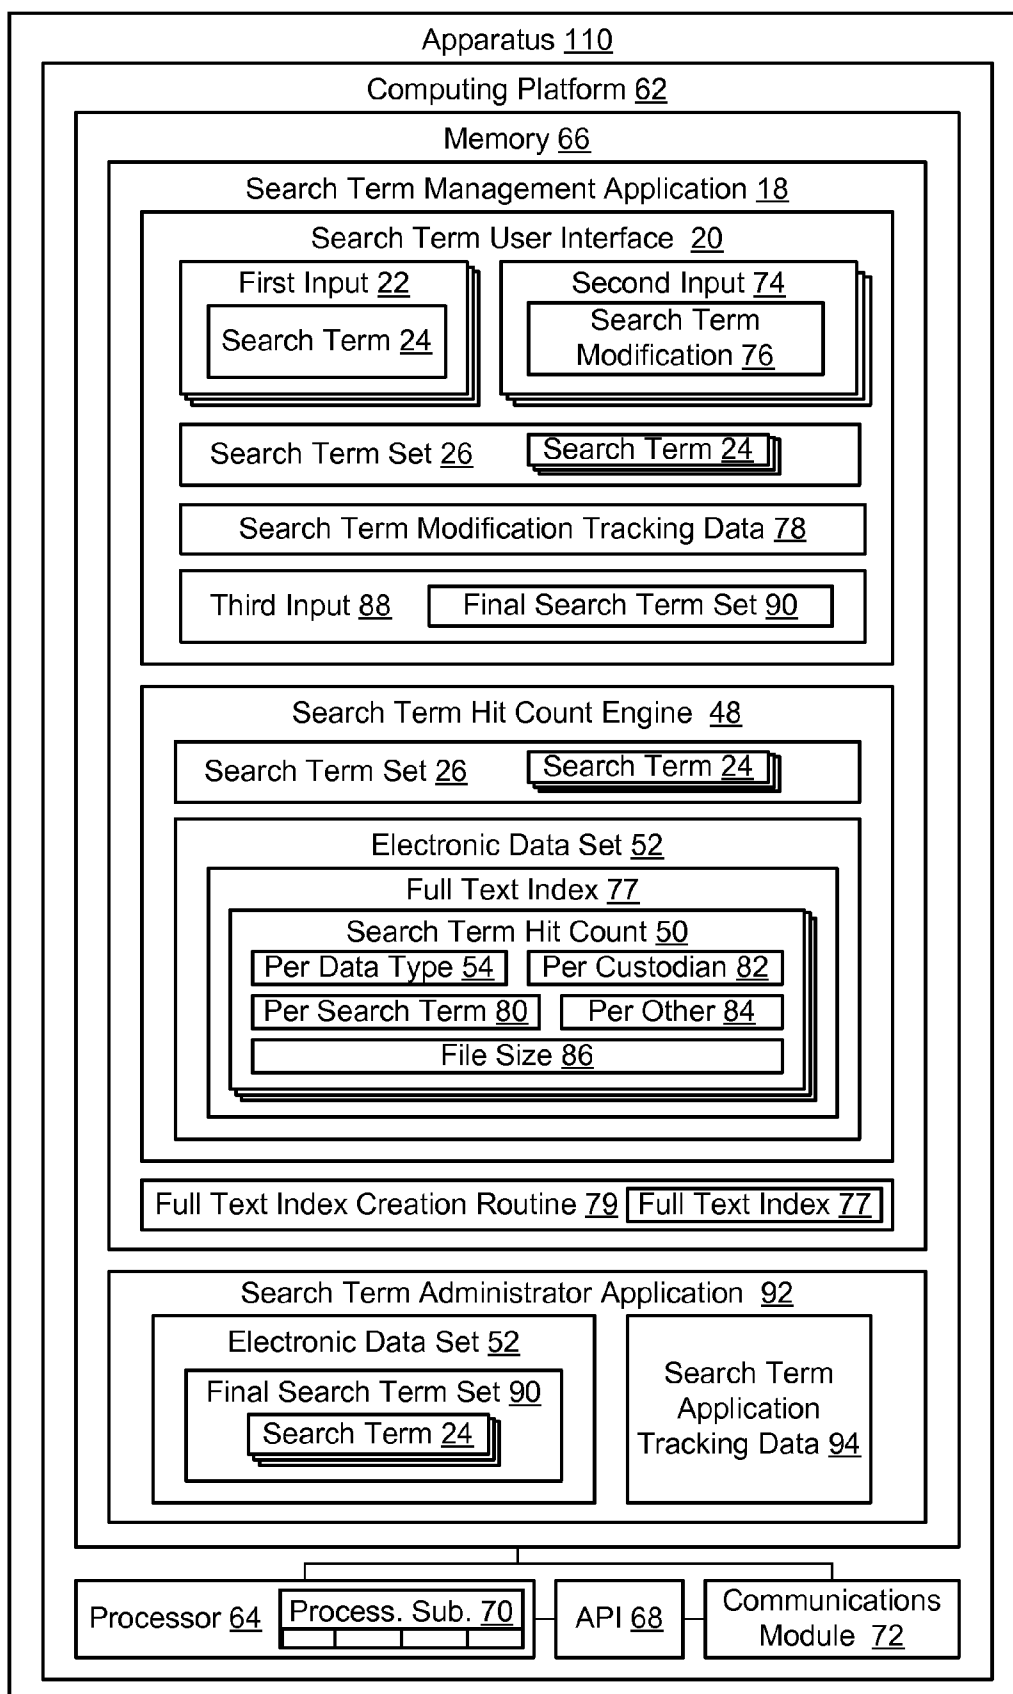 Apparatus 110
Computing Platform 62
Memory 66
Search Term Management Application 18
Search Term User Interface 20
First Input 22
Search Term 24
Second Input 74
Search Term
Modification 76
Search Term Set 26
Search Term 24
Search Term Modification Tracking Data 78
Third Input 88
Final Search Term Set 90
Search Term Hit Count Engine 48
Search Term Set 26
Search Term 24
Electronic Data Set 52
Full Text Index 77
Search Term Hit Count 50
Per Data Type 54
Per Custodian 82
Per Search Term 80
Per Other 84
File Size 86
Full Text Index Creation Routine 79
Full Text Index 77
Search Term Administrator Application 92
Electronic Data Set 52
Final Search Term Set 90
Search Term 24
Search Term
Application
Tracking Data 94
Processor 64
Process. Sub. 70
API 68
Communications
Module 72